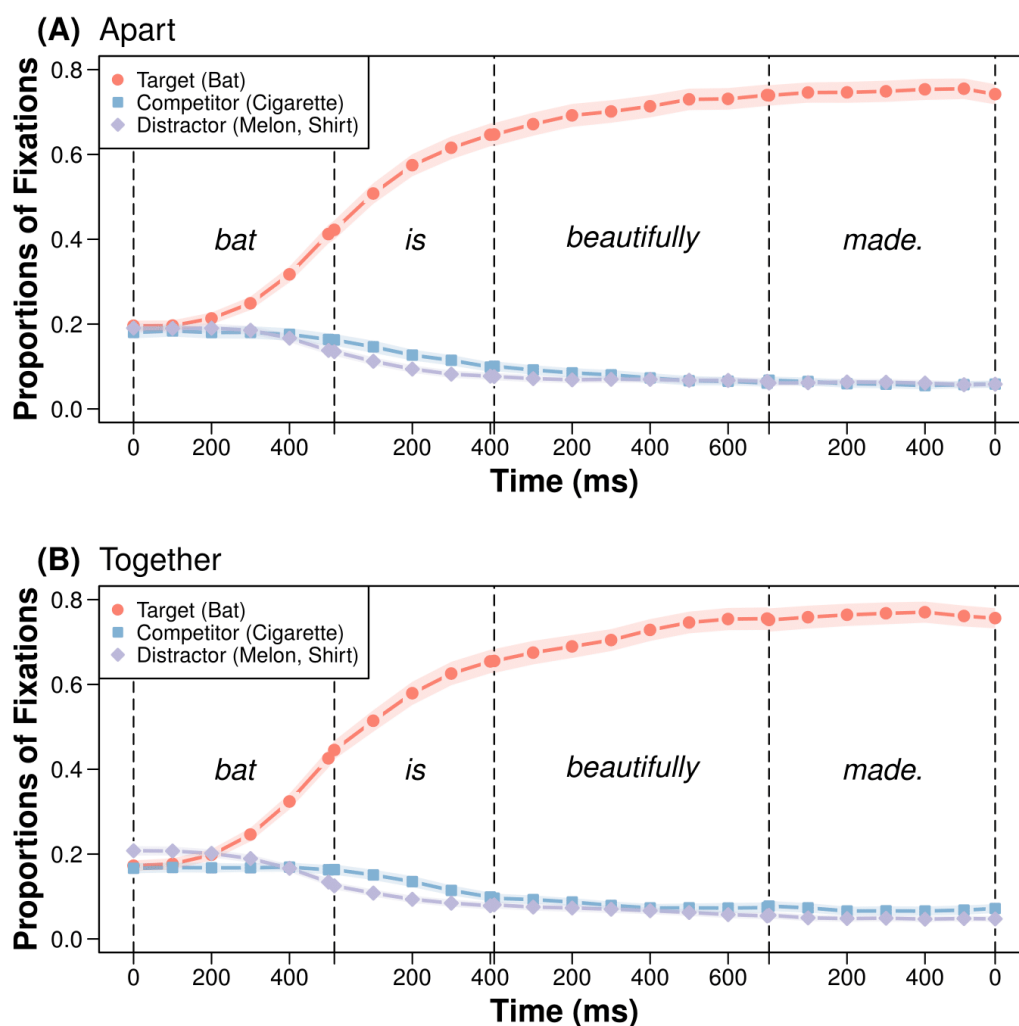 (A) Apart
Proportions of Fixations
0.8
0.6
0.4
0.2
0.0
Target (Bat)
Competitor (Cigarette)
Distractor (Melon, Shirt)
bat is beautifully made.
0 200 400 200 400 200 400 600 200 400 0
Time (ms)
(B) Together
Proportions of Fixations
0.8
0.6
0.4
0.2
0.0
Target (Bat)
Competitor (Cigarette)
Distractor (Melon, Shirt)
bat is beautifully made.
0 200 400 200 400 200 400 600 200 400 0
Time (ms)